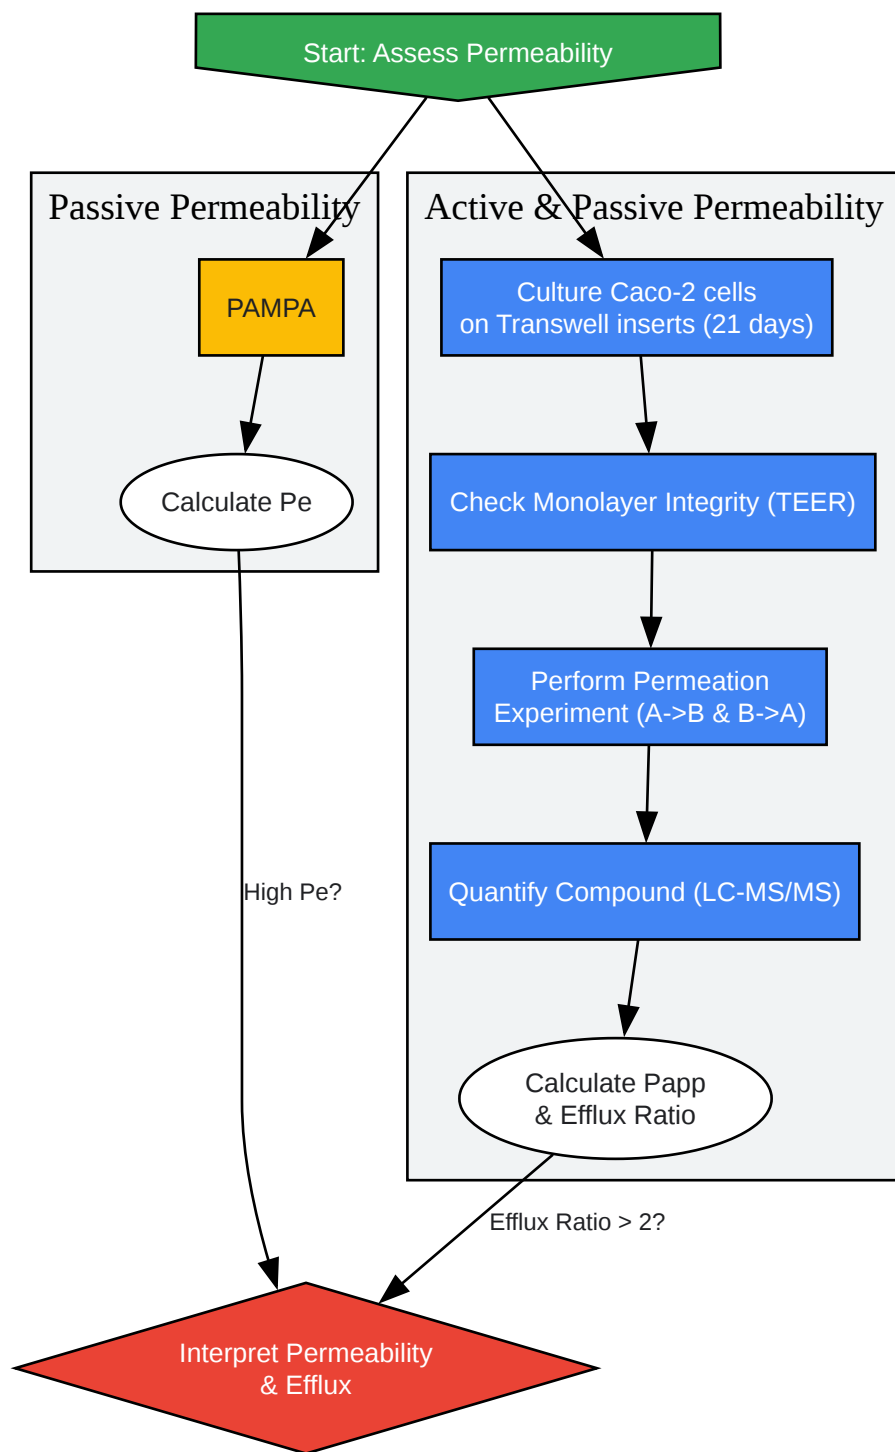 Start: Assess Permeability
Passive Permeability
Active & Passive Permeability
PAMPA
Culture Caco-2 cells
on Transwell inserts (21 days)
Calculate Pe
Check Monolayer Integrity (TEER)
Perform Permeation
Experiment (A->B & B->A)
High Pe?
Quantify Compound (LC-MS/MS)
Calculate Papp
& Efflux Ratio
Efflux Ratio > 2?
Interpret Permeability
& Efflux